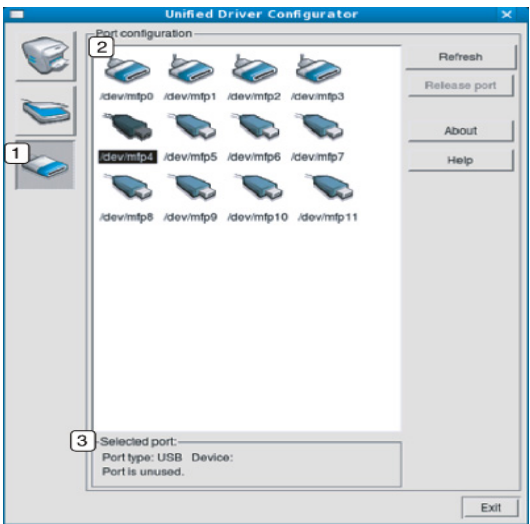 Unified Driver Configurator
Port configuration
2
/dev/mfp0 /dev/mfp1 /dev/mfp2 /dev/mfp3
Refresh
Release port
/dev/mfp4 /dev/mfp5 /dev/mfp6 /dev/mfp7
About
1
Help
/dev/mfp8 /dev/mfp9 /dev/mfp10 /dev/mfp11
3
Selected port:
Port type: USB Device:
Port is unused.
Exit